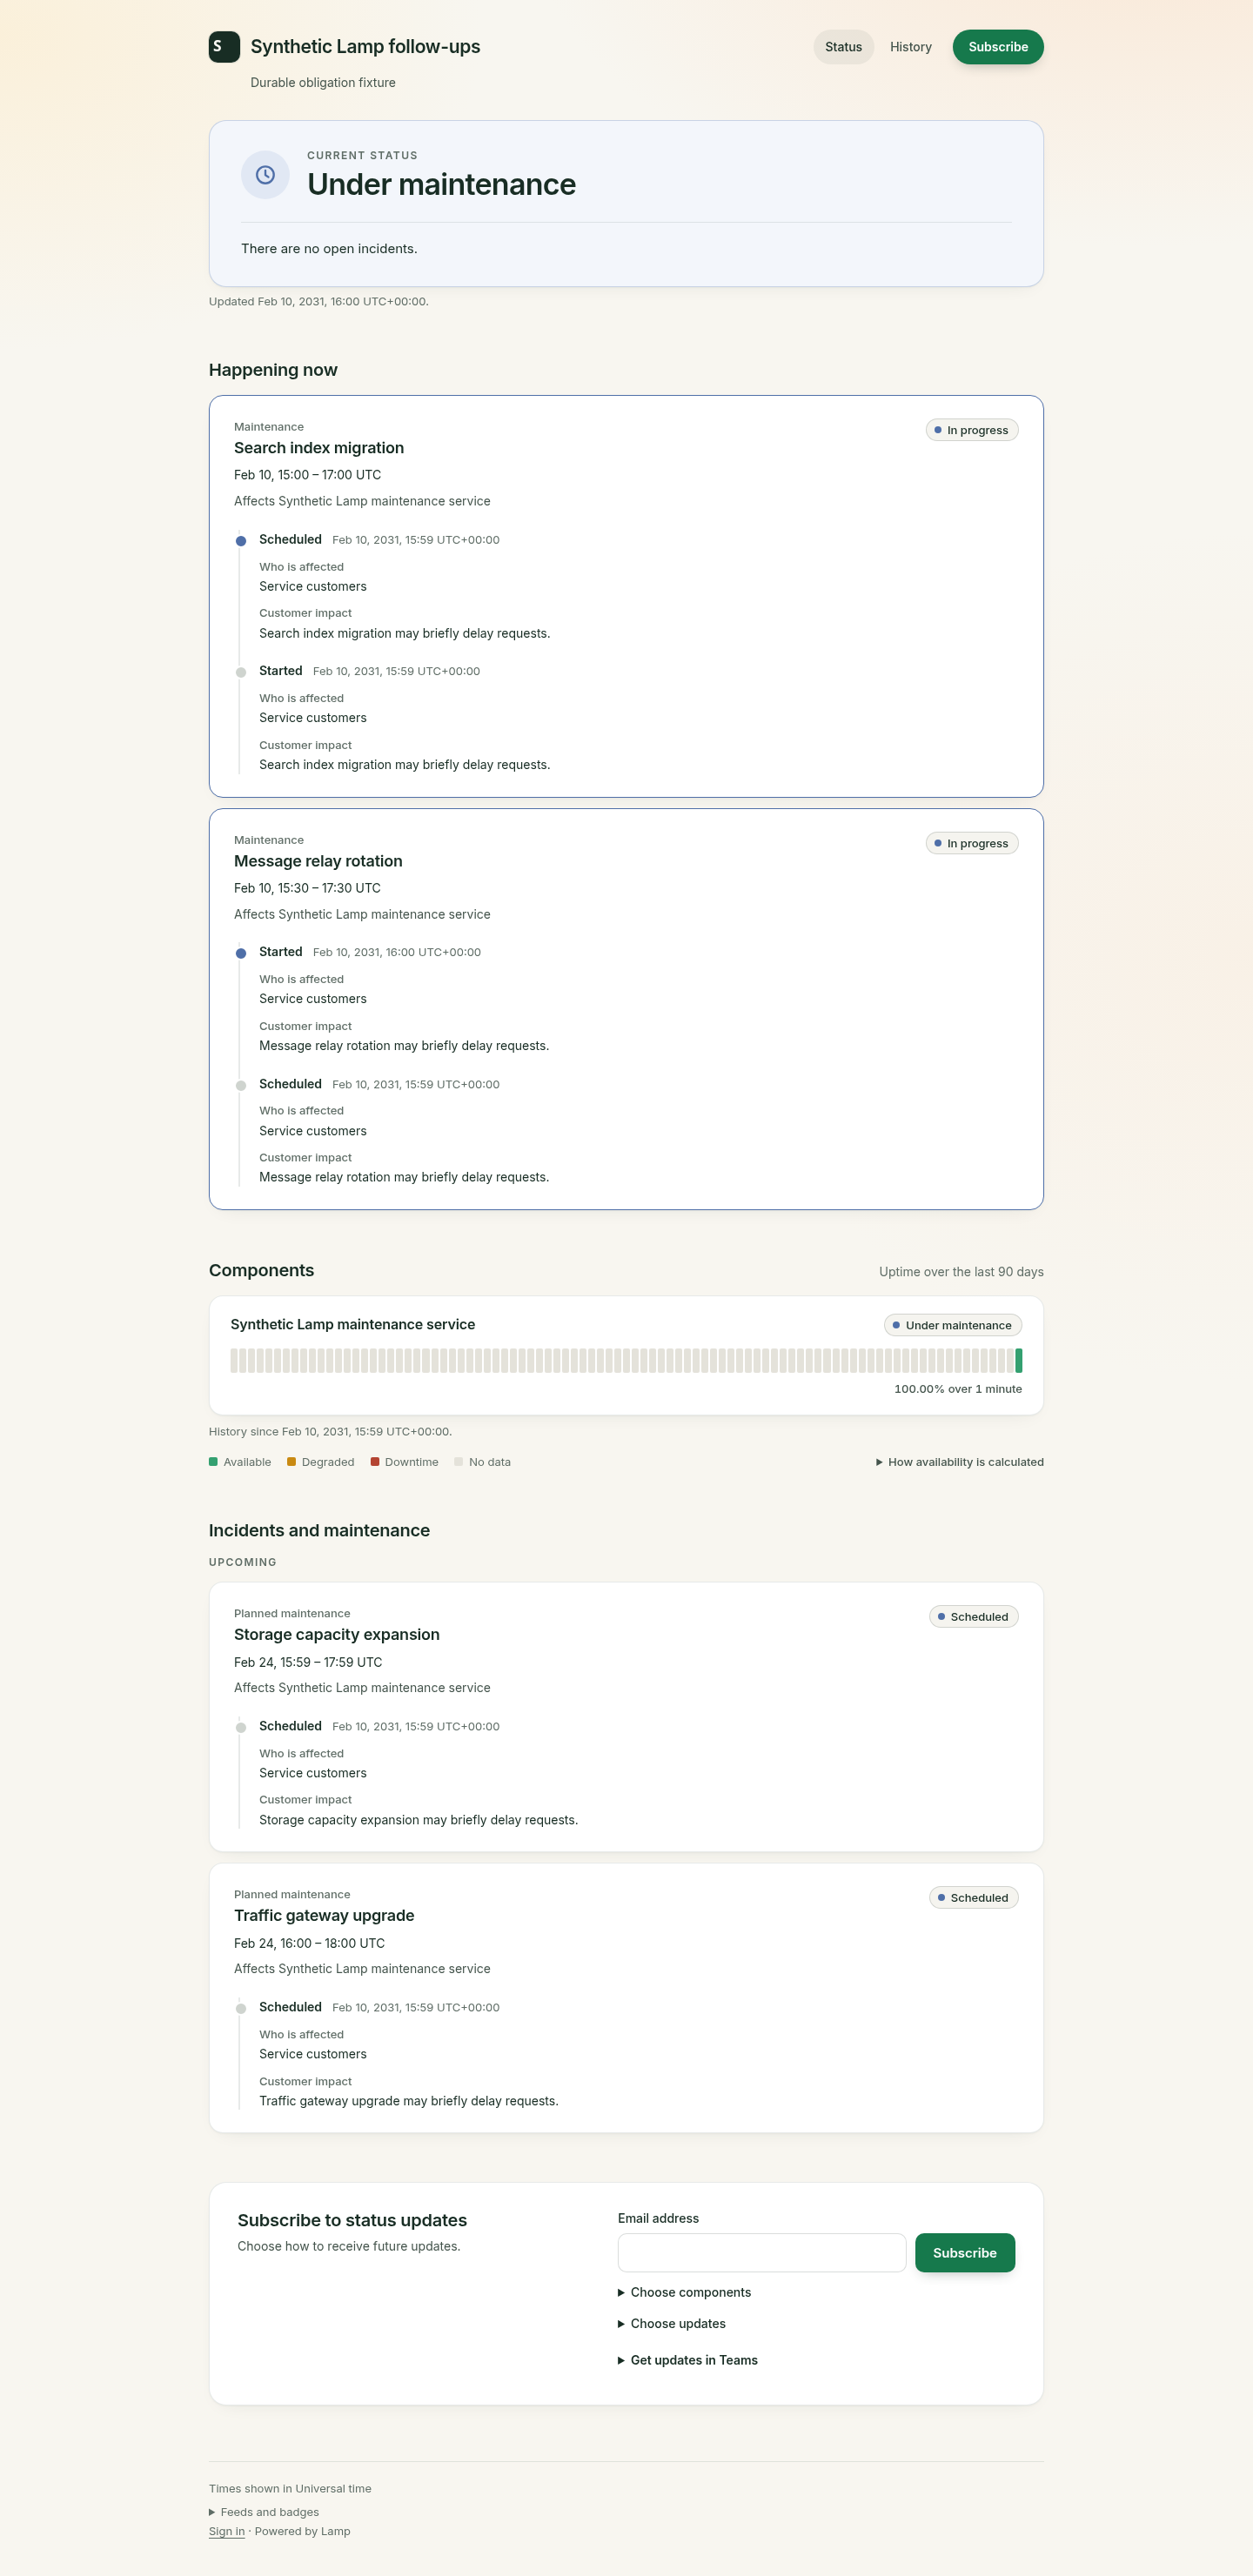 S
Synthetic Lamp follow-ups
Status
History
Subscribe
Durable obligation fixture
CURRENT STATUS
Under maintenance
There are no open incidents.
Updated Feb 10, 2031, 16:00 UTC+00:00.
Happening now
Maintenance
In progress
Search index migration
Feb 10, 15:00 – 17:00 UTC
Affects Synthetic Lamp maintenance service
Scheduled Feb 10, 2031, 15:59 UTC+00:00
Who is affected
Service customers
Customer impact
Search index migration may briefly delay requests.
Started Feb 10, 2031, 15:59 UTC+00:00
Who is affected
Service customers
Customer impact
Search index migration may briefly delay requests.
Maintenance
In progress
Message relay rotation
Feb 10, 15:30 – 17:30 UTC
Affects Synthetic Lamp maintenance service
Started Feb 10, 2031, 16:00 UTC+00:00
Who is affected
Service customers
Customer impact
Message relay rotation may briefly delay requests.
Scheduled Feb 10, 2031, 15:59 UTC+00:00
Who is affected
Service customers
Customer impact
Message relay rotation may briefly delay requests.
Components
Uptime over the last 90 days
Synthetic Lamp maintenance service
Under maintenance
100.00% over 1 minute
History since Feb 10, 2031, 15:59 UTC+00:00.
Available
Degraded
Downtime
No data
How availability is calculated
Incidents and maintenance
UPCOMING
Planned maintenance
Scheduled
Storage capacity expansion
Feb 24, 15:59 – 17:59 UTC
Affects Synthetic Lamp maintenance service
Scheduled Feb 10, 2031, 15:59 UTC+00:00
Who is affected
Service customers
Customer impact
Storage capacity expansion may briefly delay requests.
Planned maintenance
Scheduled
Traffic gateway upgrade
Feb 24, 16:00 – 18:00 UTC
Affects Synthetic Lamp maintenance service
Scheduled Feb 10, 2031, 15:59 UTC+00:00
Who is affected
Service customers
Customer impact
Traffic gateway upgrade may briefly delay requests.
Subscribe to status updates
Choose how to receive future updates.
Email address
Subscribe
Choose components
Choose updates
Get updates in Teams
Times shown in Universal time
Feeds and badges
Sign in · Powered by Lamp